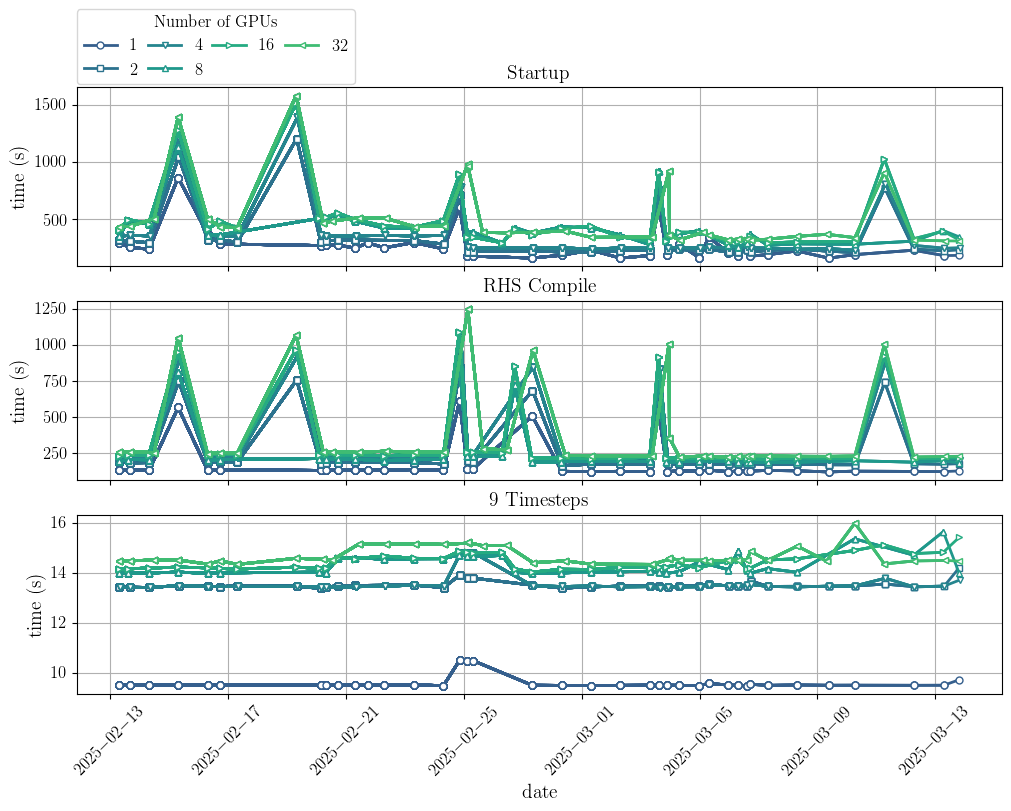 Number of GPUs
1 4 16 32
2 8
Startup
1500
1000
500
time (s)
RHS Compile
1250
1000
750
500
250
time (s)
9 Timesteps
16
14
12
10
time (s)
2025−02−13 2025−02−17 2025−02−21 2025−02−25 2025−03−01 2025−03−05 2025−03−09 2025−03−13
date